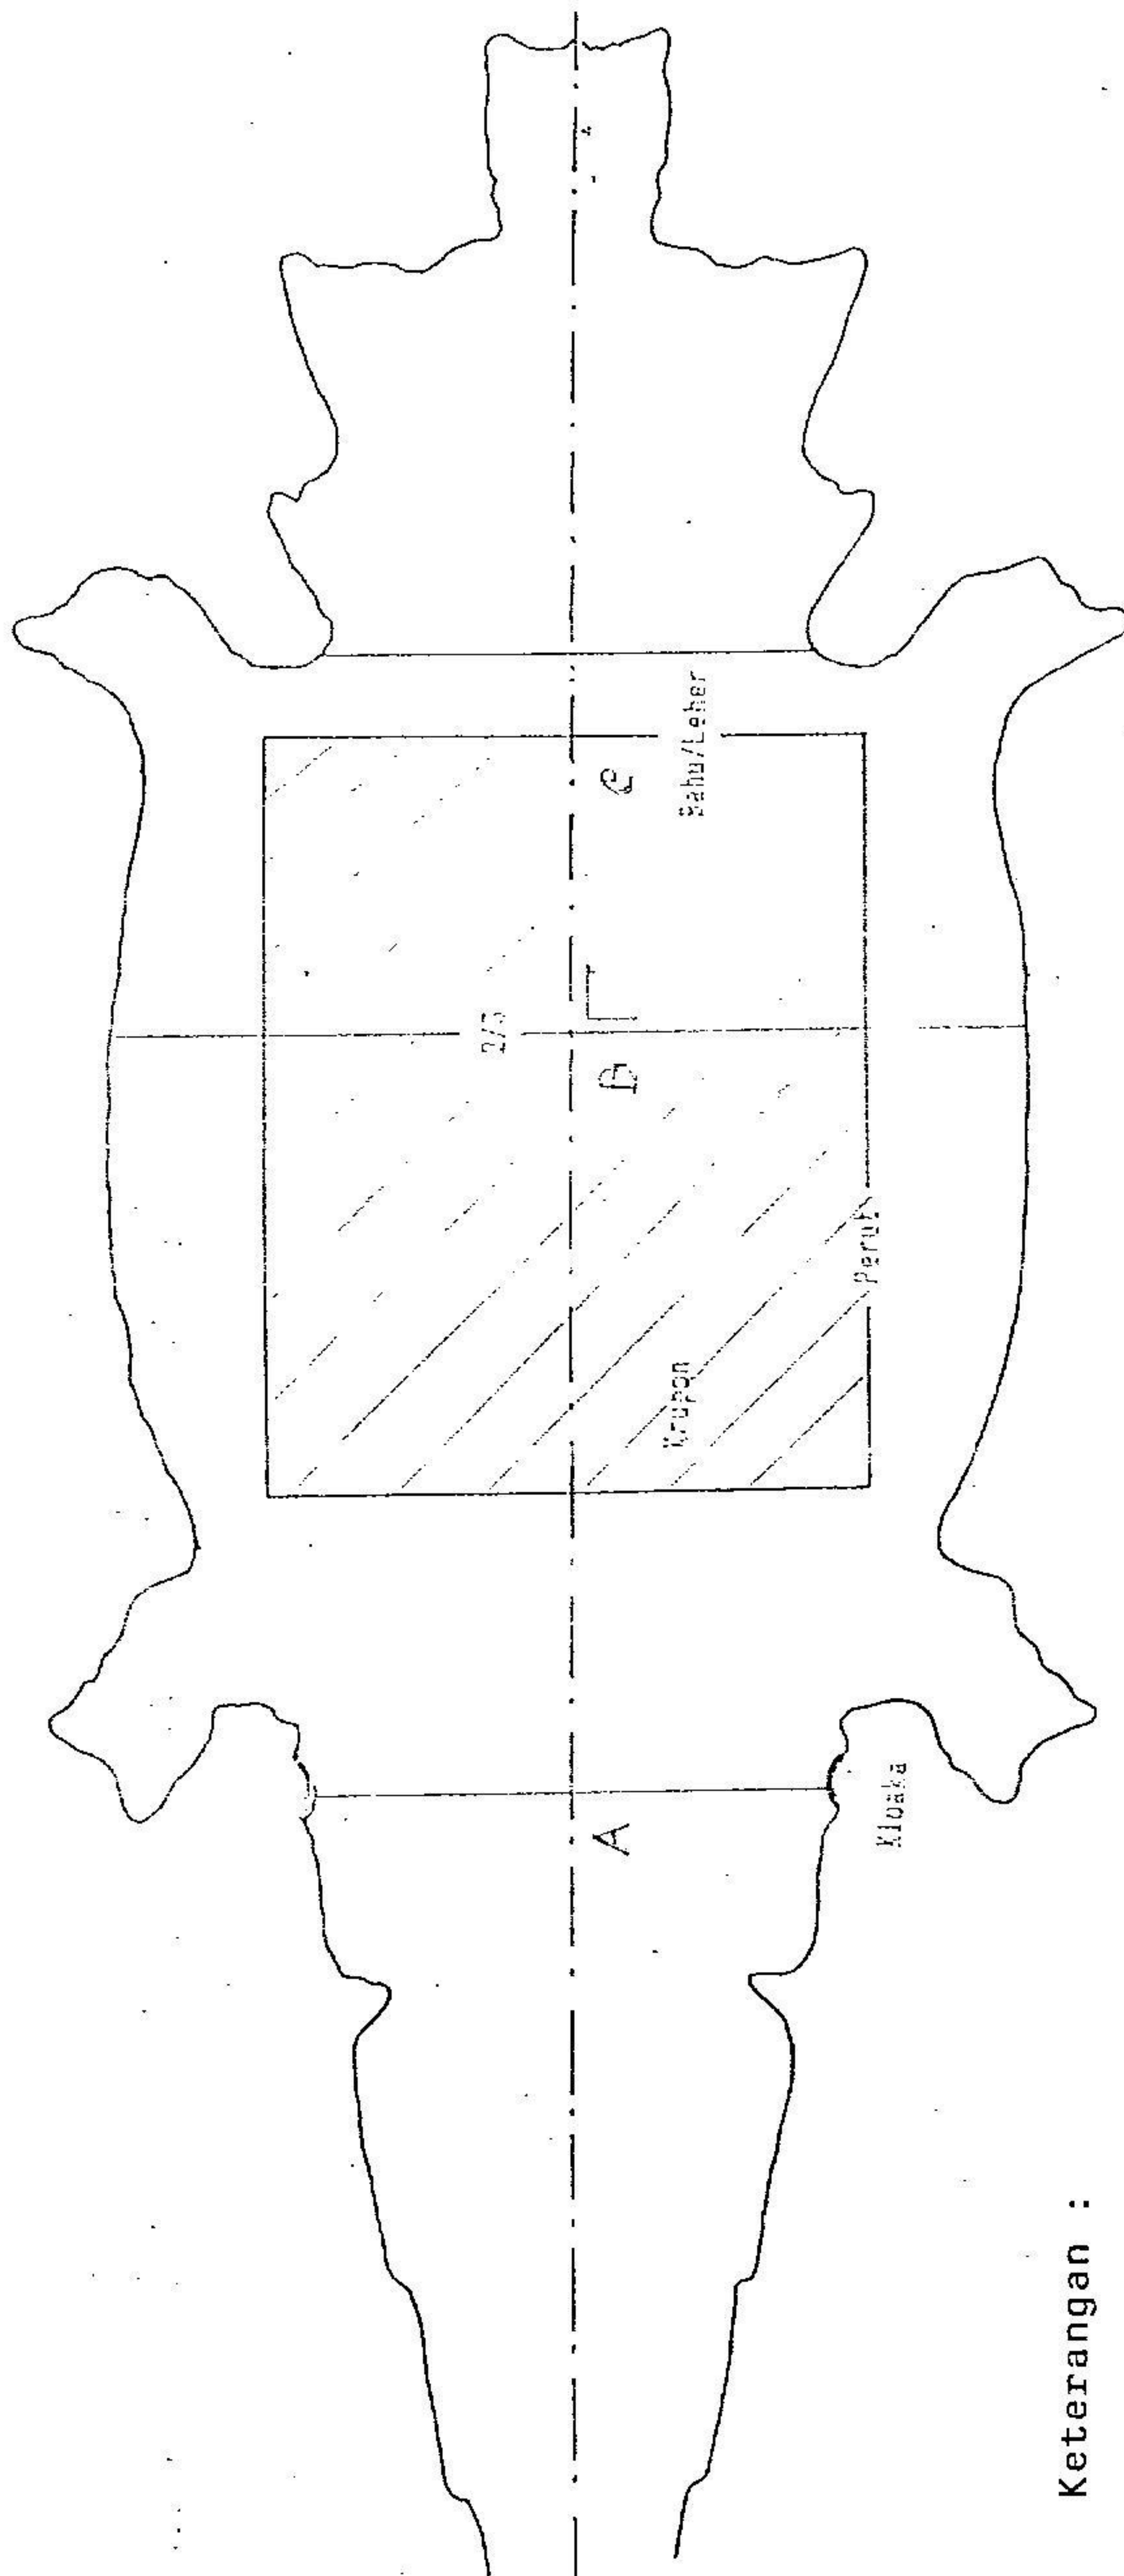 Kloaka
A
Krupon
Perut
B
2/3
Bahu/Leher
C
Keterangan :